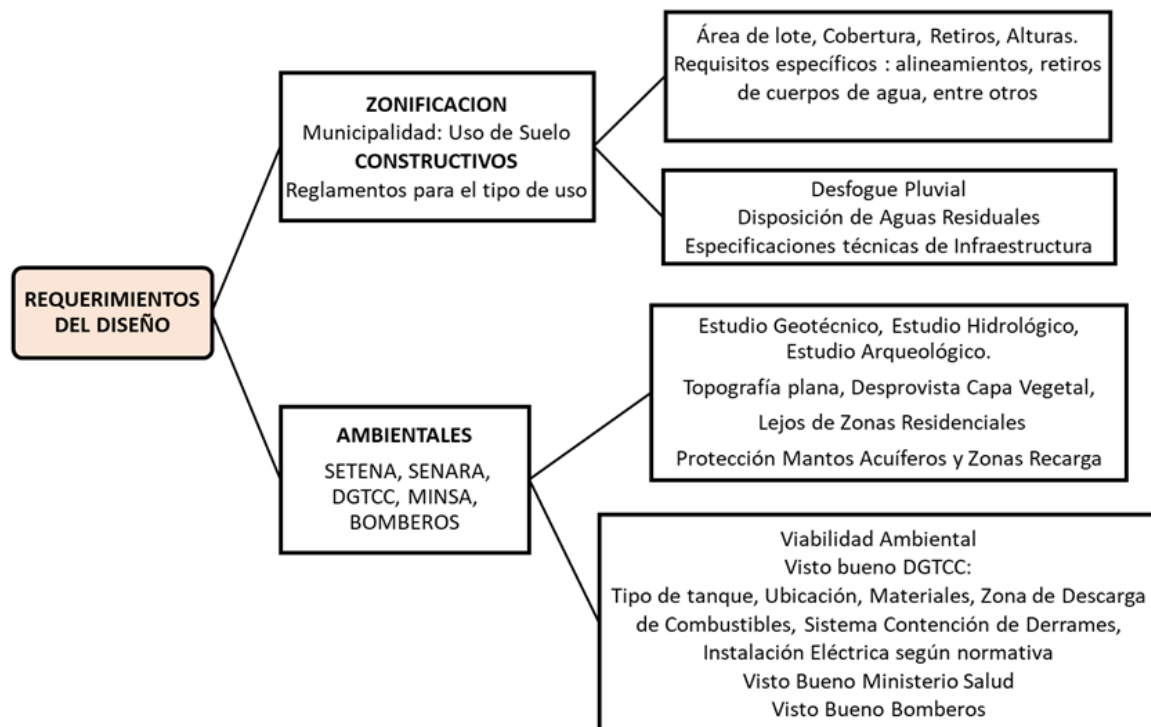 REQUERIMIENTOS
DEL DISEÑO
ZONIFICACION
Municipalidad: Uso de Suelo
CONSTRUCTIVOS
Reglamentos para el tipo de uso
Área de lote, Cobertura, Retiros, Alturas.
Requisitos específicos : alineamientos, retiros
de cuerpos de agua, entre otros
Desfogue Pluvial
Disposición de Aguas Residuales
Especificaciones técnicas de Infraestructura
AMBIENTALES
SETENA, SENARA,
DGTCC, MINSA,
BOMBEROS
Estudio Geotécnico, Estudio Hidrológico,
Estudio Arqueológico.
Topografía plana, Desprovista Capa Vegetal,
Lejos de Zonas Residenciales
Protección Mantos Acuíferos y Zonas Recarga
Viabilidad Ambiental
Visto bueno DGTCC:
Tipo de tanque, Ubicación, Materiales, Zona de Descarga
de Combustibles, Sistema Contención de Derrames,
Instalación Eléctrica según normativa
Visto Bueno Ministerio Salud
Visto Bueno Bomberos